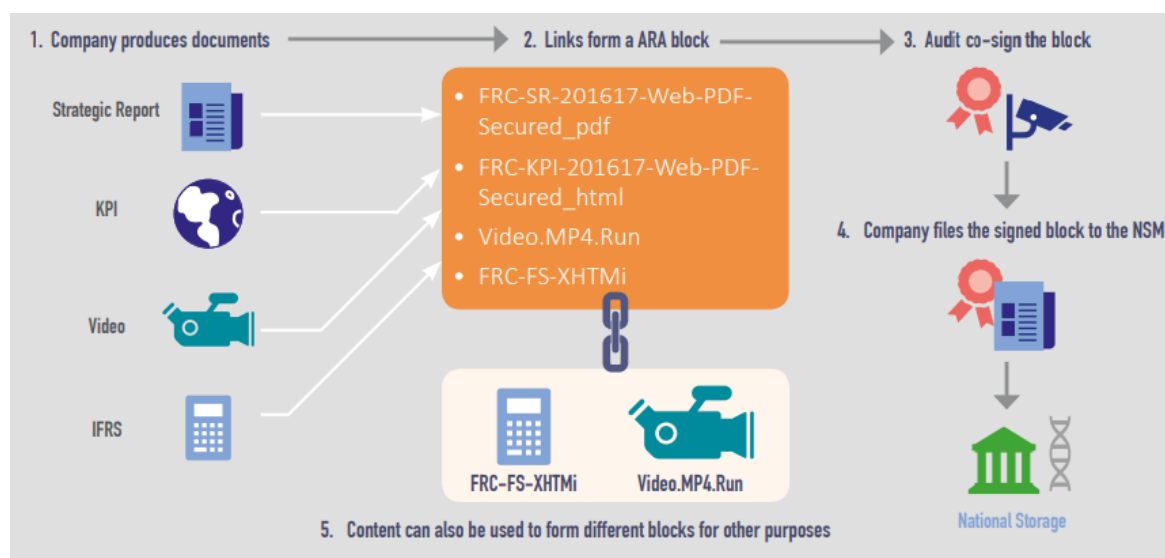 1. Company produces documents
2. Links form a ARA block
3. Audit co-sign the block
Strategic Report
KPI
Video
IFRS
• FRC-SR-201617-Web-PDF-
Secured_pdf
• FRC-KPI-201617-Web-PDF-
Secured_html
• Video.MP4.Run
• FRC-FS-XHTMi
FRC-FS-XHTMi
Video.MP4.Run
4. Company files the signed block to the NSM
National Storage
5. Content can also be used to form different blocks for other purposes